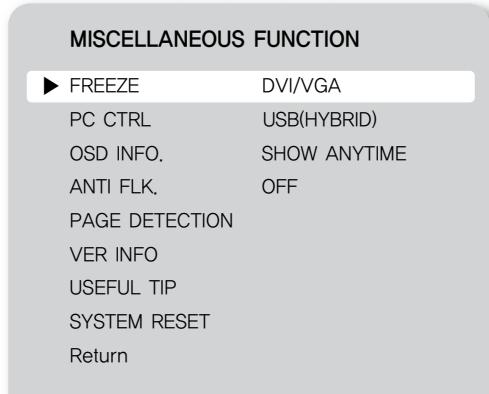 MISCELLANEOUS FUNCTION
▶ FREEZE DVI/VGA
PC CTRL USB(HYBRID)
OSD INFO. SHOW ANYTIME
ANTI FLK. OFF
PAGE DETECTION
VER INFO
USEFUL TIP
SYSTEM RESET
Return